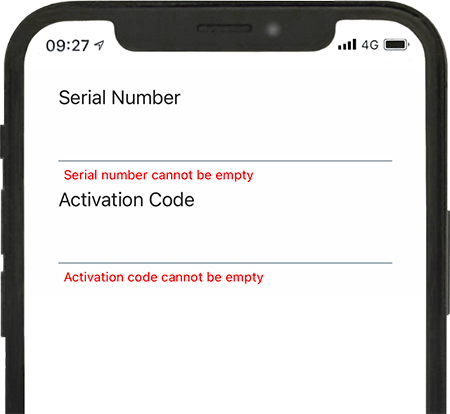 09:27 4G
Serial Number
Serial number cannot be empty
Activation Code
Activation code cannot be empty